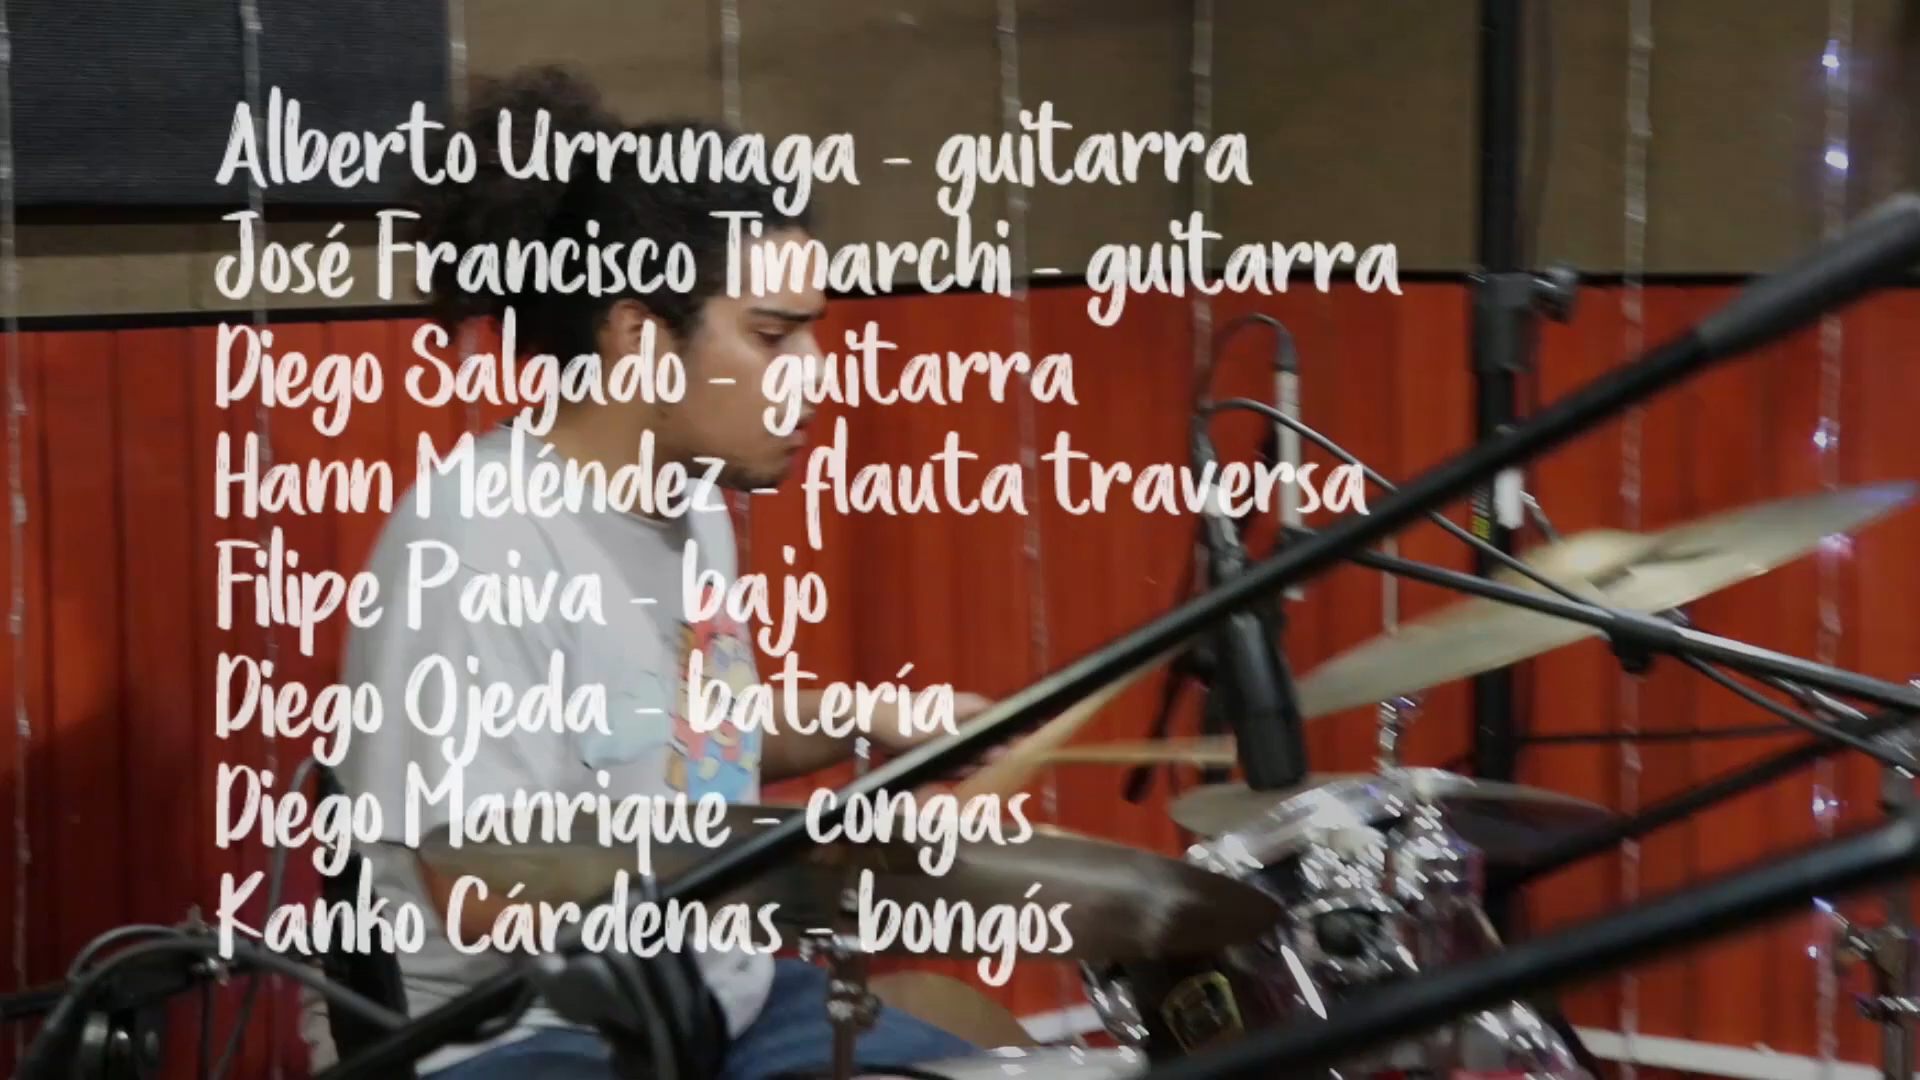 Alberto Urrunaga - guitarra
José Francisco Timarchi - guitarra
Diego Salgado - guitarra
Hann Meléndez - flauta traversa
Filipe Paiva - bajo
Diego Ojeda - batería
Diego Manrique - congas
Kanko Cárdenas - bongós